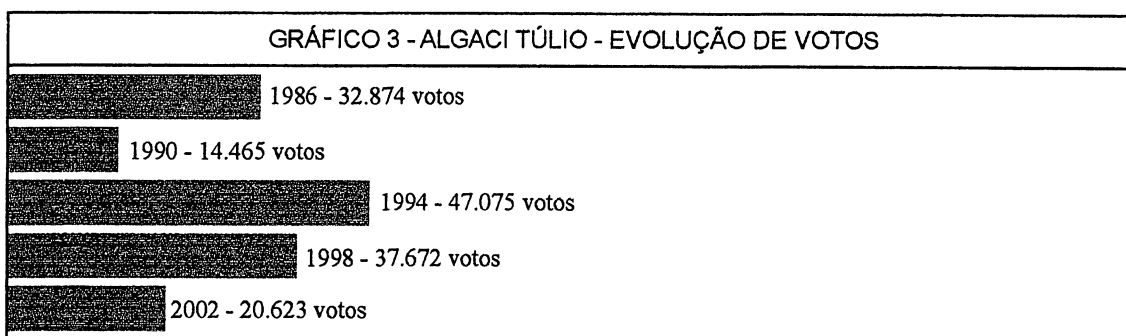 GRÁFICO 3 - ALGACI TÚLIO - EVOLUÇÃO DE VOTOS
1986 - 32.874 votos
1990 - 14.465 votos
1994 - 47.075 votos
1998 - 37.672 votos
2002 - 20.623 votos